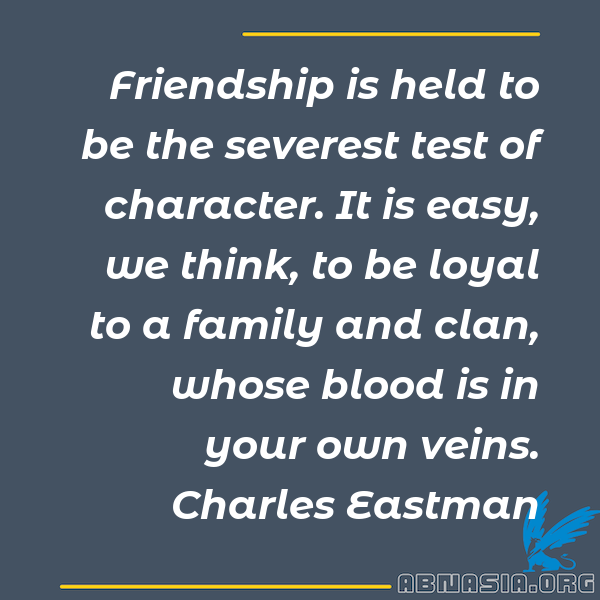 Friendship is held to
be the severest test of
character. It is easy,
we think, to be loyal
to a family and clan,
whose blood is in
your own veins.
Charles Eastman
ABNASIA.ORG